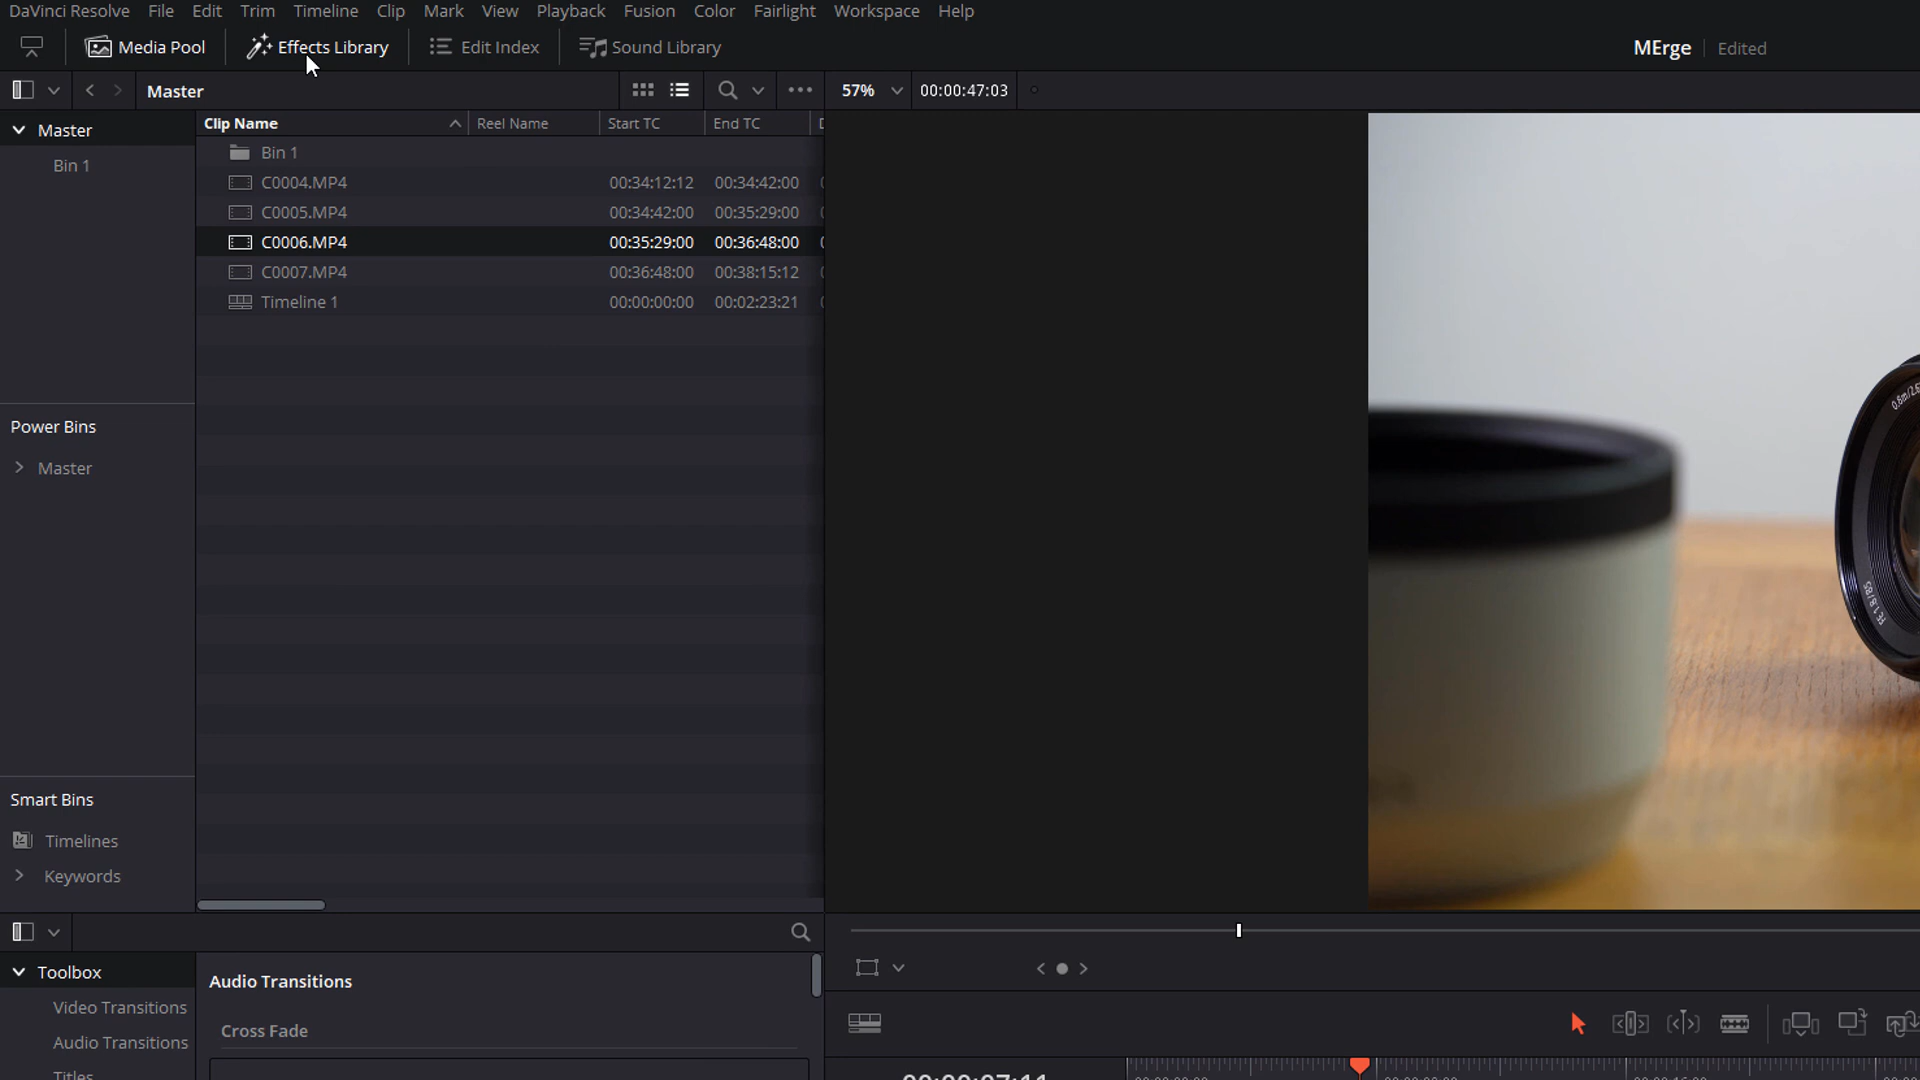 DaVinci Resolve File Edit Trim Timeline Clip Mark View Playback Fusion Color Fairlight Workspace Help
Media Pool Effects Library Edit Index Sound Library MErge Edited
Master 57% 00:00:47:03
Master
Bin 1
Clip Name Reel Name Start TC End TC
Bin 1
C0004.MP4 00:34:12:12 00:34:42:00
C0005.MP4 00:34:42:00 00:35:29:00
C0006.MP4 00:35:29:00 00:36:48:00
C0007.MP4 00:36:48:00 00:38:15:12
Timeline 1 00:00:00:00 00:02:23:21
Power Bins
Master
Smart Bins
Timelines
Keywords
FE 1.8/85
Toolbox
Video Transitions
Audio Transitions
Titles
Audio Transitions
Cross Fade